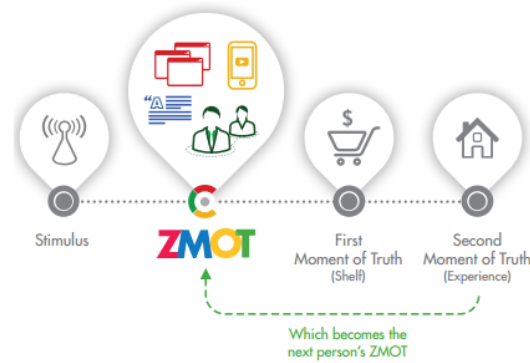 “A
$
Stimulus
ZMOT
First
Moment of Truth
(Shelf)
Second
Moment of Truth
(Experience)
Which becomes the
next person's ZMOT